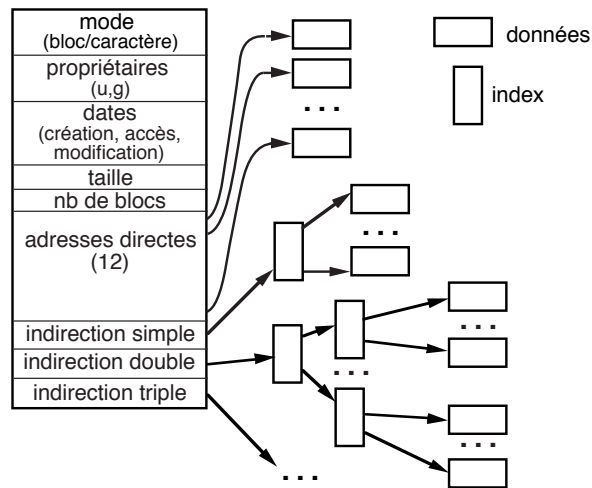 mode
(bloc/caractère)
propriétaires
(u,g)
dates
(création, accès,
modification)
taille
nb de blocs
adresses directes
(12)
indirection simple
indirection double
indirection triple
...
...
...
...
...
...
données
index